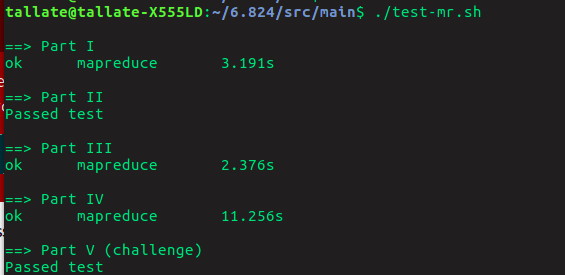 tallate@tallate-X555LD:~/6.824/src/main$ ./test-mr.sh
==> Part I
ok mapreduce 3.191s
==> Part II
Passed test
==> Part III
ok mapreduce 2.376s
==> Part IV
ok mapreduce 11.256s
==> Part V (challenge)
Passed test